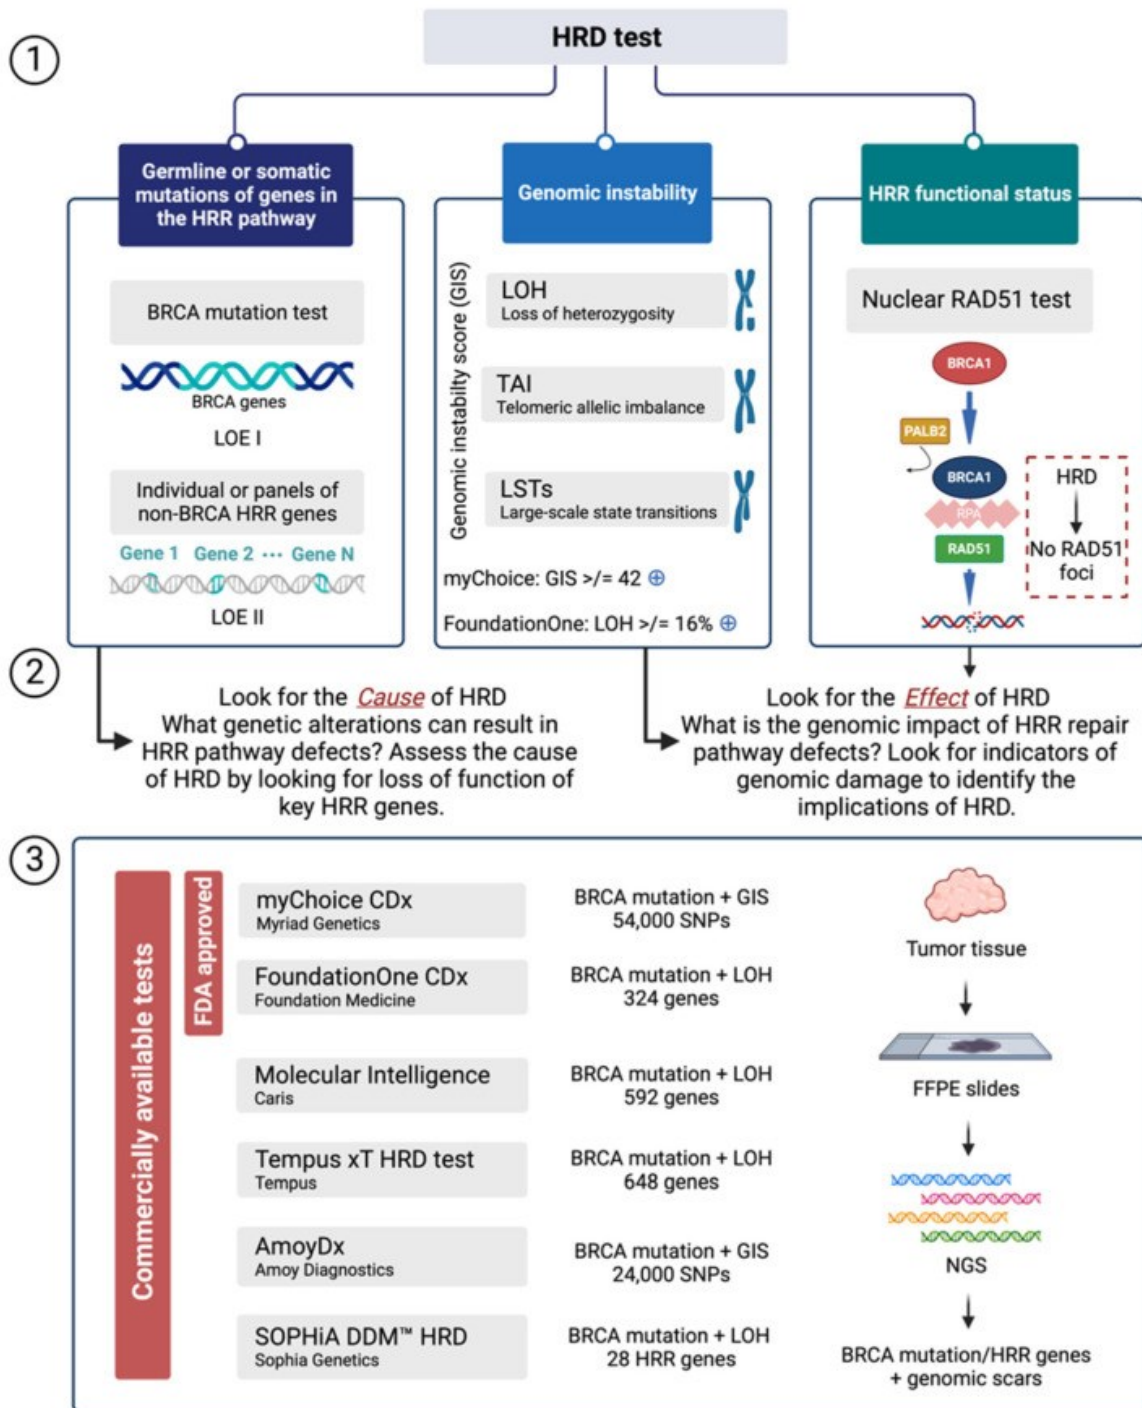 1
HRD test
Germline or somatic
mutations of genes in
the HRR pathway
BRCA mutation test
BRCA genes
LOE I
Individual or panels of
non-BRCA HRR genes
Gene 1 Gene 2 ··· Gene N
LOE II
Genomic instability
Genomic instabilty score (GIS)
LOH
Loss of heterozygosity
TAI
Telomeric allelic imbalance
LSTs
Large-scale state transitions
myChoice: GIS >/= 42 ⊕
FoundationOne: LOH >/= 16% ⊕
HRR functional status
Nuclear RAD51 test
BRCA1
PALB2
BRCA1
RPA
RAD51
HRD
No RAD51
foci
2
Look for the Cause of HRD
What genetic alterations can result in
HRR pathway defects? Assess the cause
of HRD by looking for loss of function of
key HRR genes.
Look for the Effect of HRD
What is the genomic impact of HRR repair
pathway defects? Look for indicators of
genomic damage to identify the
implications of HRD.
3
Commercially available tests
FDA approved
myChoice CDx
Myriad Genetics
BRCA mutation + GIS
54,000 SNPs
FoundationOne CDx
Foundation Medicine
BRCA mutation + LOH
324 genes
Molecular Intelligence
Caris
BRCA mutation + LOH
592 genes
Tempus xT HRD test
Tempus
BRCA mutation + LOH
648 genes
AmoyDx
Amoy Diagnostics
BRCA mutation + GIS
24,000 SNPs
SOPHiA DDM™ HRD
Sophia Genetics
BRCA mutation + LOH
28 HRR genes
Tumor tissue
FFPE slides
NGS
BRCA mutation/HRR genes
+ genomic scars